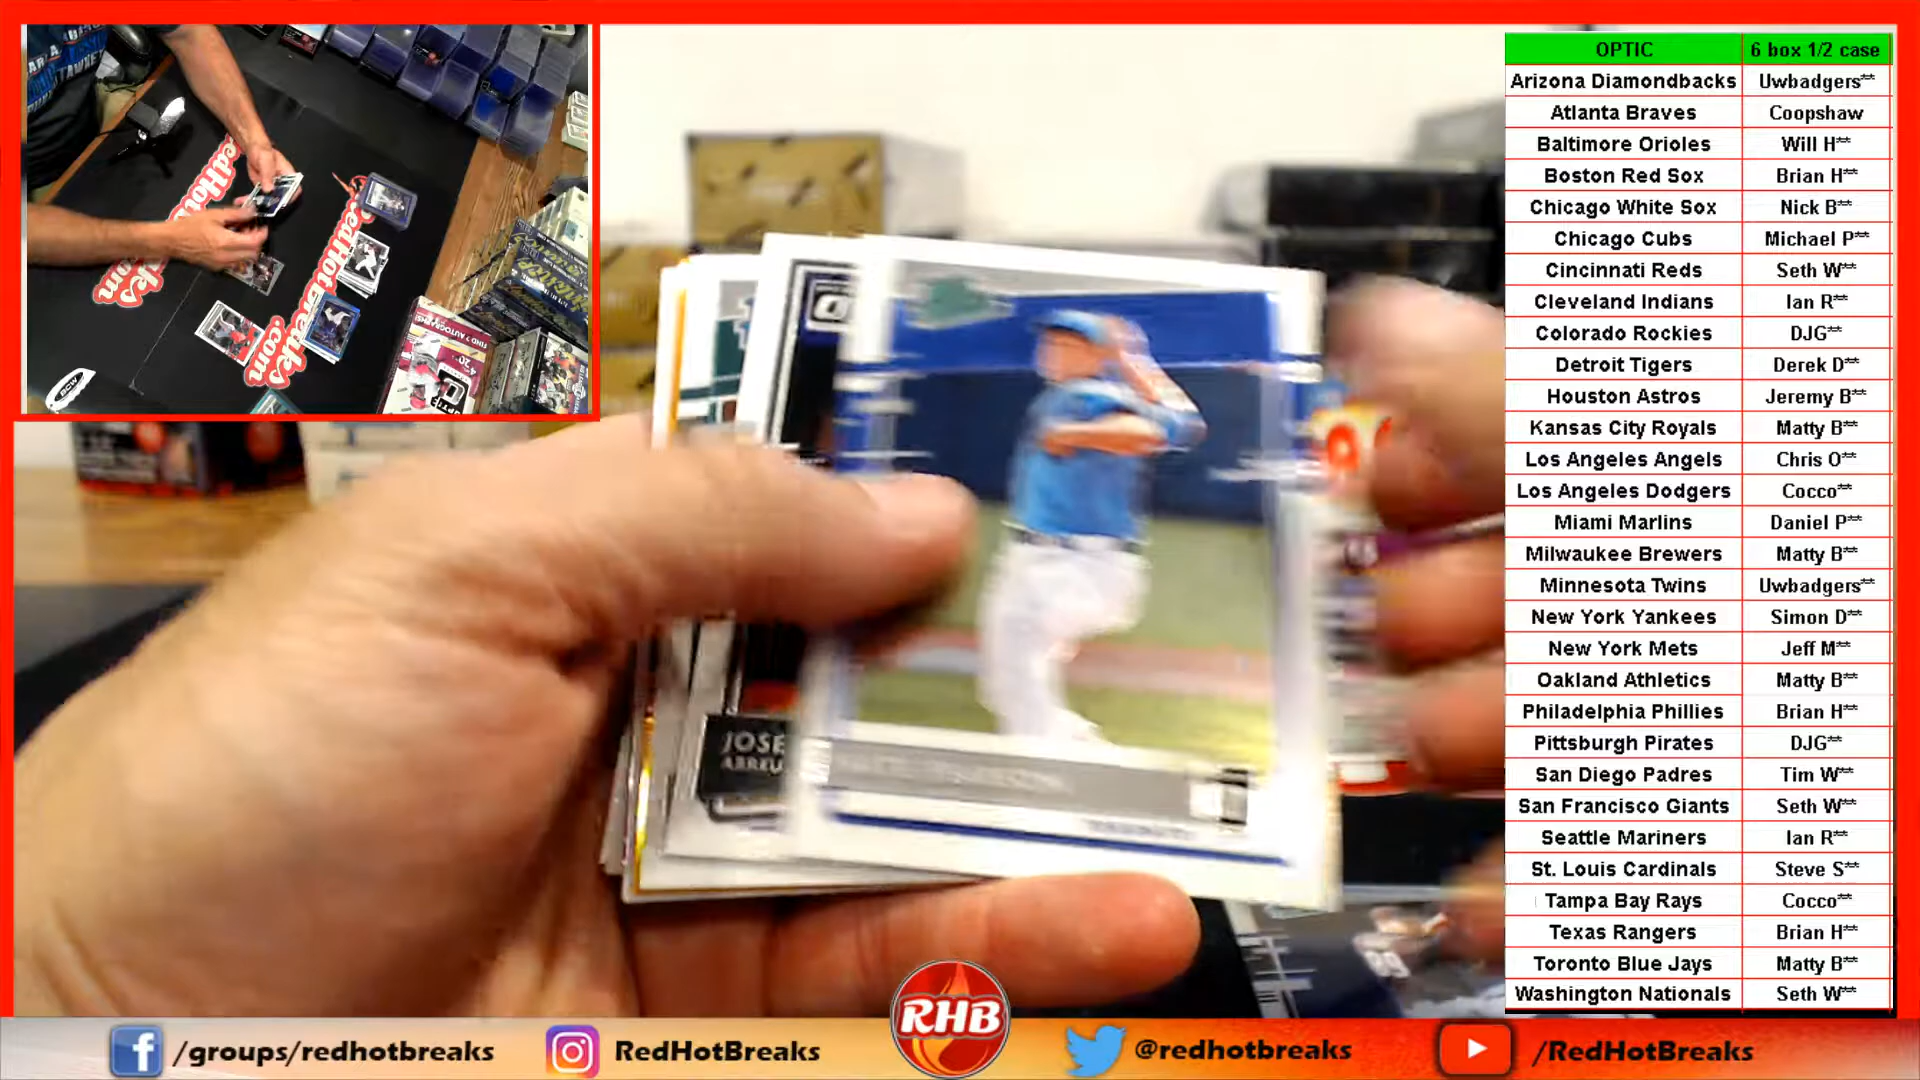 OPTIC 6 box 1/2 case
Arizona Diamondbacks Uwbadgers**
Atlanta Braves Coopshaw
Baltimore Orioles Will H**
Boston Red Sox Brian H**
Chicago White Sox Nick B**
Chicago Cubs Michael P**
Cincinnati Reds Seth W**
Cleveland Indians Ian R**
Colorado Rockies DJG**
Detroit Tigers Derek D**
Houston Astros Jeremy B**
Kansas City Royals Matty B**
Los Angeles Angels Chris O**
Los Angeles Dodgers Cocco**
Miami Marlins Daniel P**
Milwaukee Brewers Matty B**
Minnesota Twins Uwbadgers**
New York Yankees Simon D**
New York Mets Jeff M**
Oakland Athletics Matty B**
Philadelphia Phillies Brian H**
Pittsburgh Pirates DJG**
San Diego Padres Tim W**
San Francisco Giants Seth W**
Seattle Mariners Ian R**
St. Louis Cardinals Steve S**
Tampa Bay Rays Cocco**
Texas Rangers Brian H**
Toronto Blue Jays Matty B**
Washington Nationals Seth W**
JOSE
ABREU
BCW
RHB
/groups/redhotbreaks
RedHotBreaks
@redhotbreaks
/RedHotBreaks